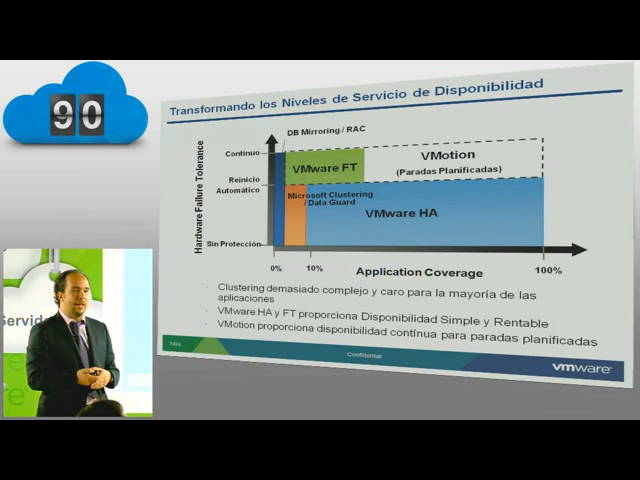 90
Transformando los Niveles de Servicio de Disponibilidad
Hardware Failure Tolerance
DB Mirroring / RAC
Continuo
Reinicio
Automático
Sin Protección
VMware FT
VMotion
(Paradas Planificadas)
Microsoft Clustering
/ Data Guard
VMware HA
0%
10%
Application Coverage
100%
Clustering demasiado complejo y caro para la mayoría de las
aplicaciones
VMware HA y FT proporciona Disponibilidad Simple y Rentable
VMotion proporciona disponibilidad contínua para paradas planificadas
Confidential
vmware
Servid